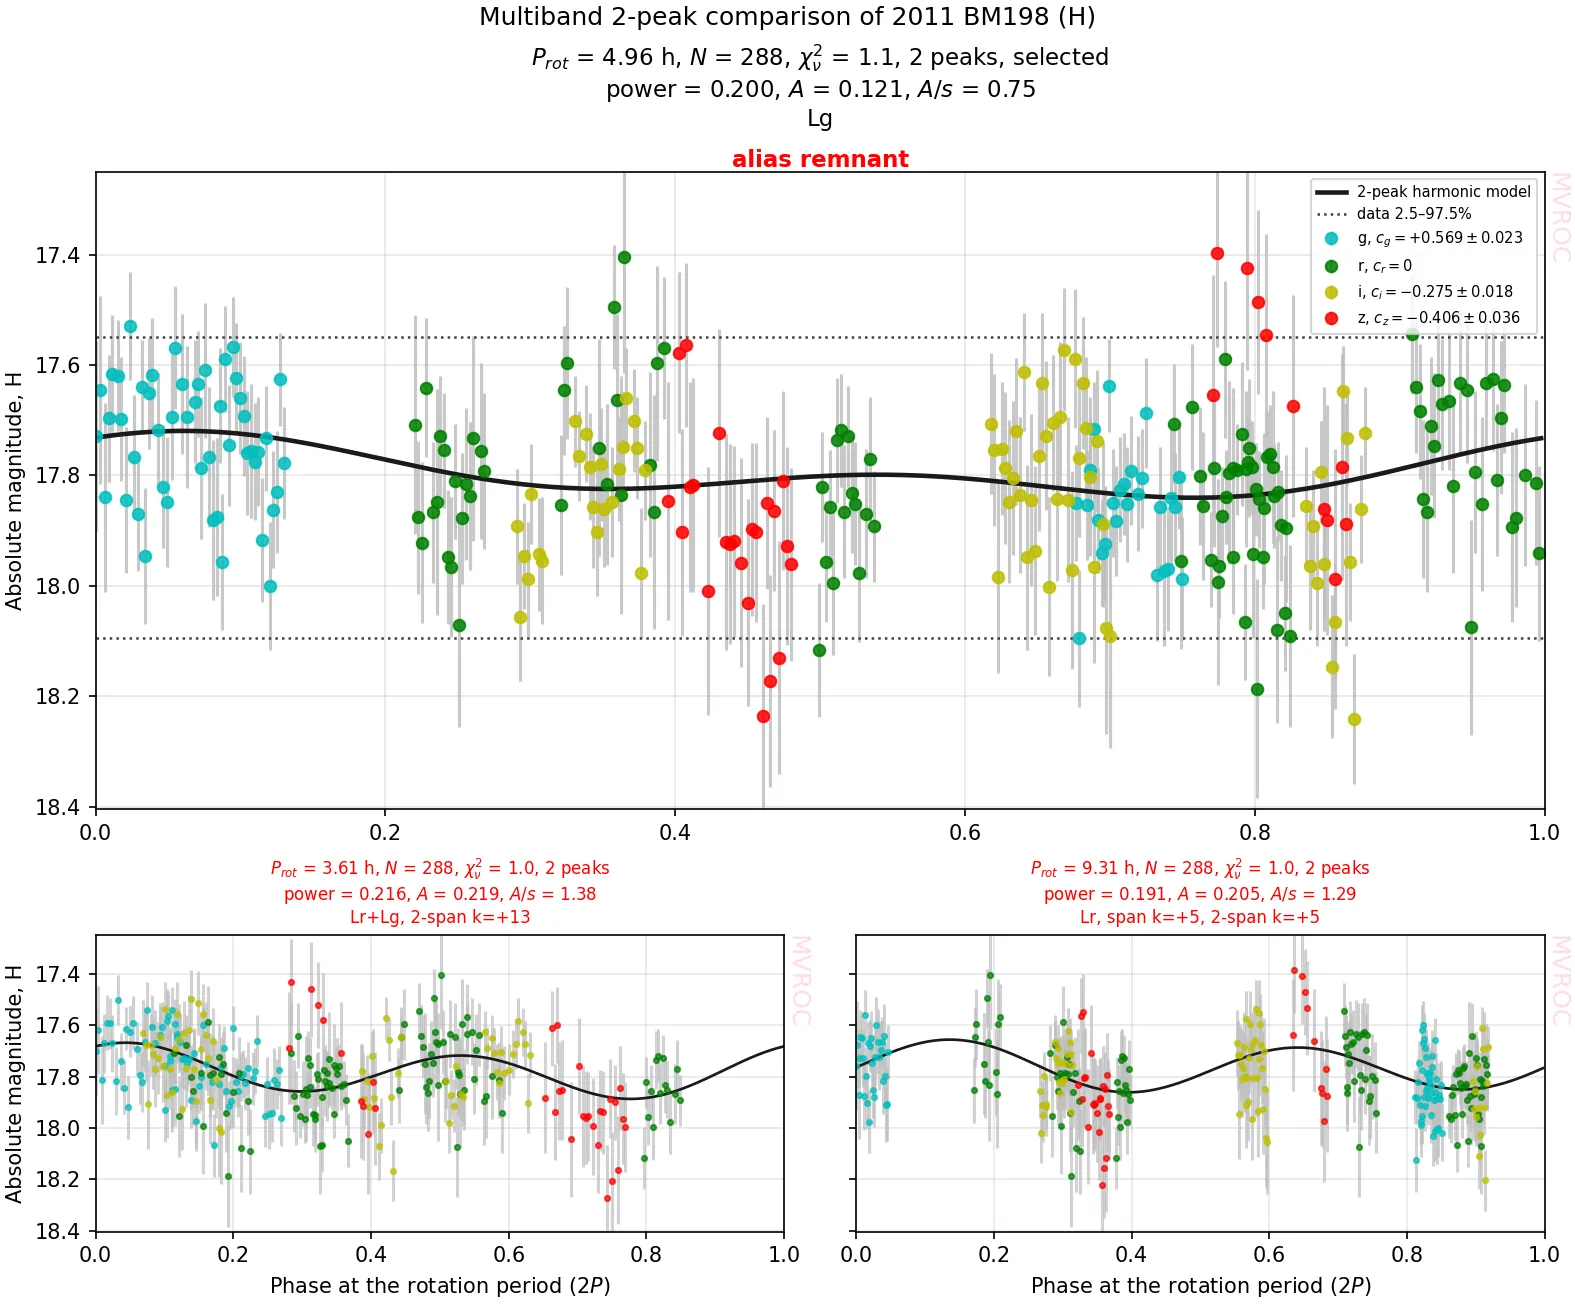 Multiband 2-peak comparison of 2011 BM198 (H)
P_rot = 4.96 h, N = 288, χ²_ν = 1.1, 2 peaks, selected
power = 0.200, A = 0.121, A/s = 0.75
Lg
alias remnant
MVROC
2-peak harmonic model
data 2.5–97.5%
g, c_g = +0.569 ± 0.023
r, c_r = 0
i, c_i = −0.275 ± 0.018
z, c_z = −0.406 ± 0.036
Absolute magnitude, H
17.4
17.6
17.8
18.0
18.2
18.4
0.0 0.2 0.4 0.6 0.8 1.0
P_rot = 3.61 h, N = 288, χ²_ν = 1.0, 2 peaks
power = 0.216, A = 0.219, A/s = 1.38
Lr+Lg, 2-span k=+13
MVROC
Absolute magnitude, H
17.4
17.6
17.8
18.0
18.2
18.4
0.0 0.2 0.4 0.6 0.8 1.0
Phase at the rotation period (2P)
P_rot = 9.31 h, N = 288, χ²_ν = 1.0, 2 peaks
power = 0.191, A = 0.205, A/s = 1.29
Lr, span k=+5, 2-span k=+5
MVROC
0.0 0.2 0.4 0.6 0.8 1.0
Phase at the rotation period (2P)